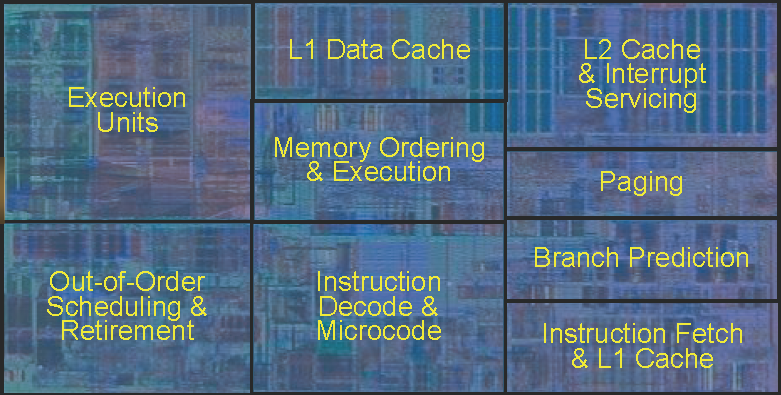 Execution
Units
L1 Data Cache
L2 Cache
& Interrupt
Servicing
Memory Ordering
& Execution
Paging
Out-of-Order
Scheduling &
Retirement
Instruction
Decode &
Microcode
Branch Prediction
Instruction Fetch
& L1 Cache